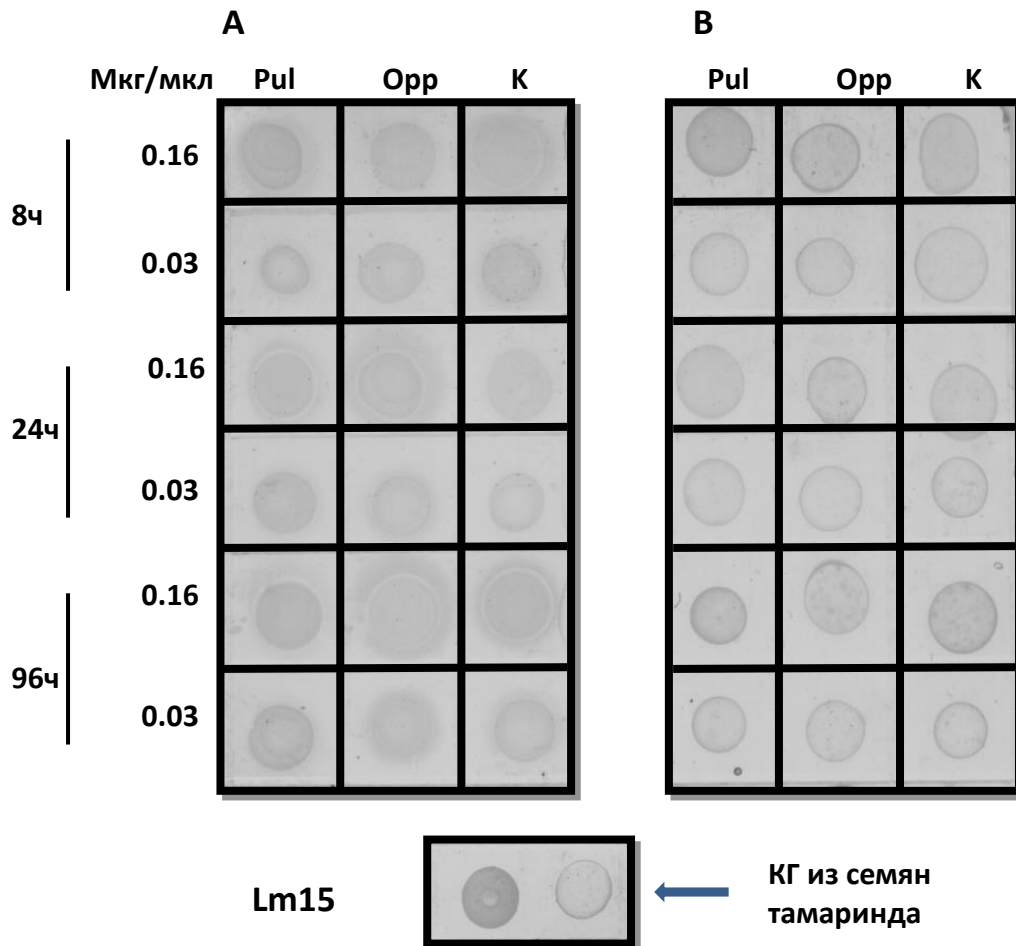 A B
Мкг/мкл Pul Opp K Pul Opp K
0.16
8ч
0.03
0.16
24ч
0.03
0.16
96ч
0.03
Lm15
КГ из семян
тамаринда